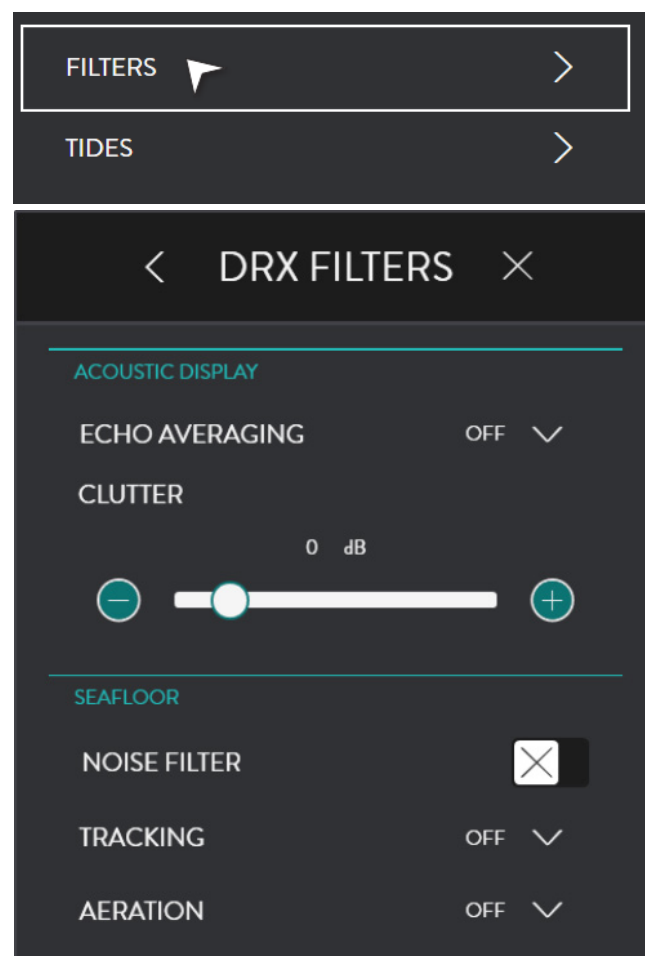 FILTERS
TIDES
DRX FILTERS
ACOUSTIC DISPLAY
ECHO AVERAGING OFF
CLUTTER
0 dB
SEAFLOOR
NOISE FILTER
TRACKING OFF
AERATION OFF